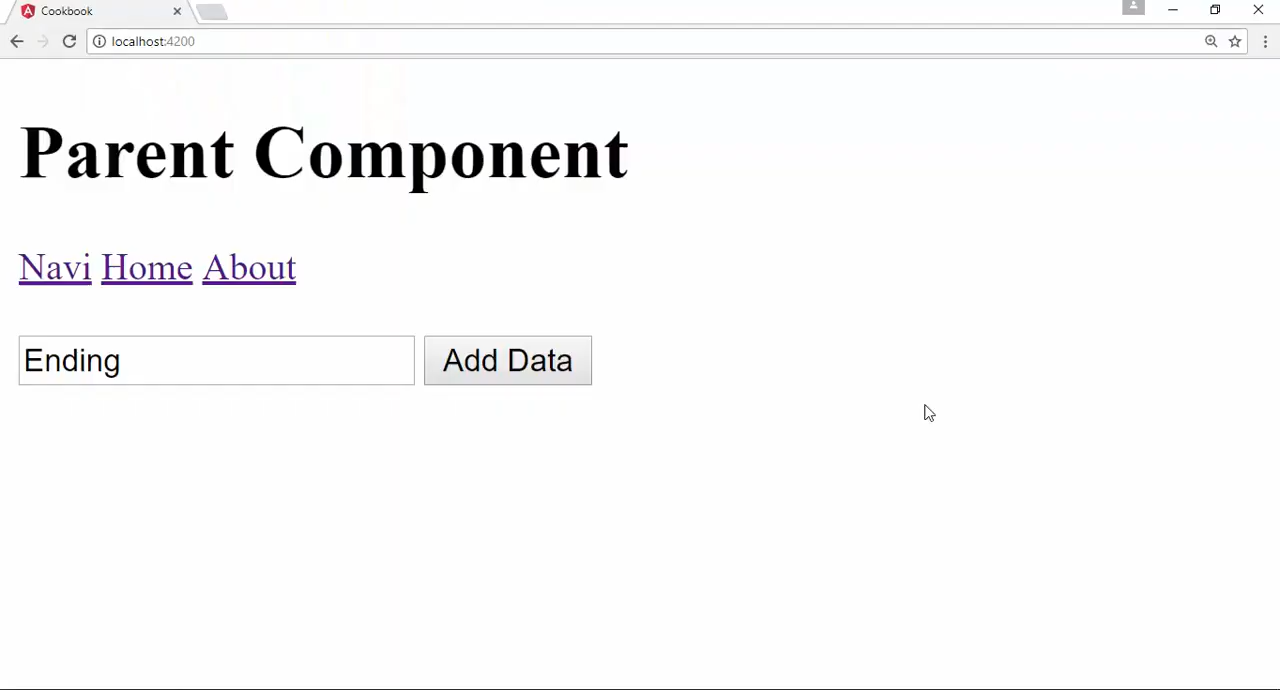 Cookbook
localhost:4200
Parent Component
Navi Home About
Ending Add Data